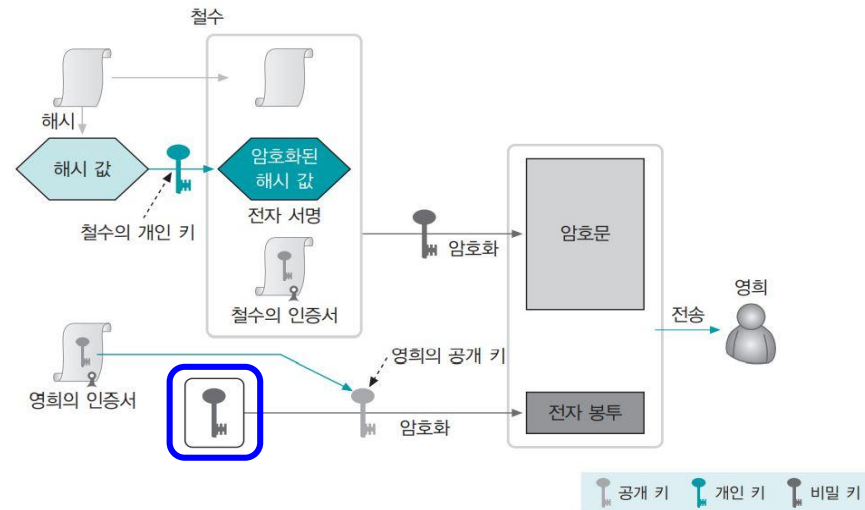 철수
해시
해시 값
암호화된
해시 값
전자 서명
철수의 개인 키
철수의 인증서
암호화
암호문
영희
전송
영희의 인증서
영희의 공개 키
암호화
전자 봉투
공개 키
개인 키
비밀 키